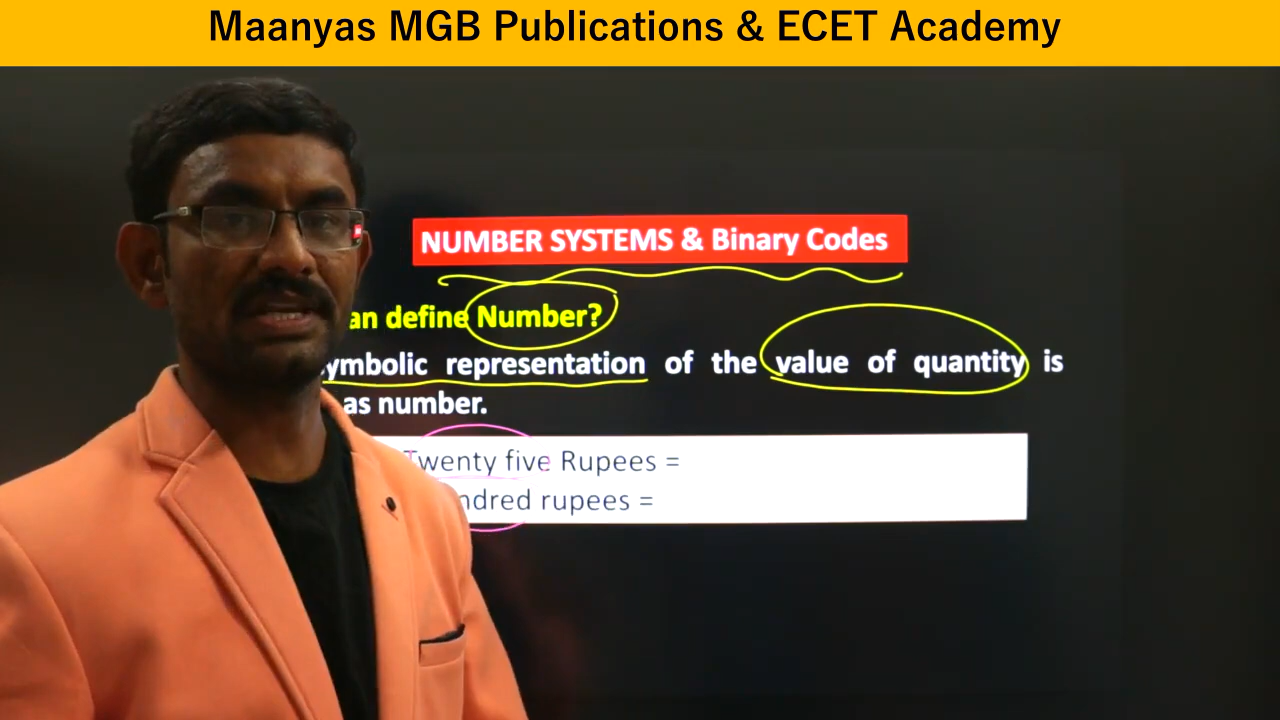 Maanyas MGB Publications & ECET Academy
NUMBER SYSTEMS & Binary Codes
define Number?
representation of the value of quantity is
as number.
Twenty five Rupees =
rupees =